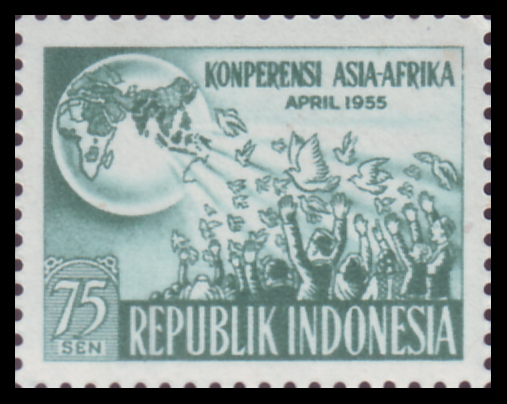 KONPERENSI ASIA-AFRIKA
APRIL 1955
75
SEN
REPUBLIK INDONESIA